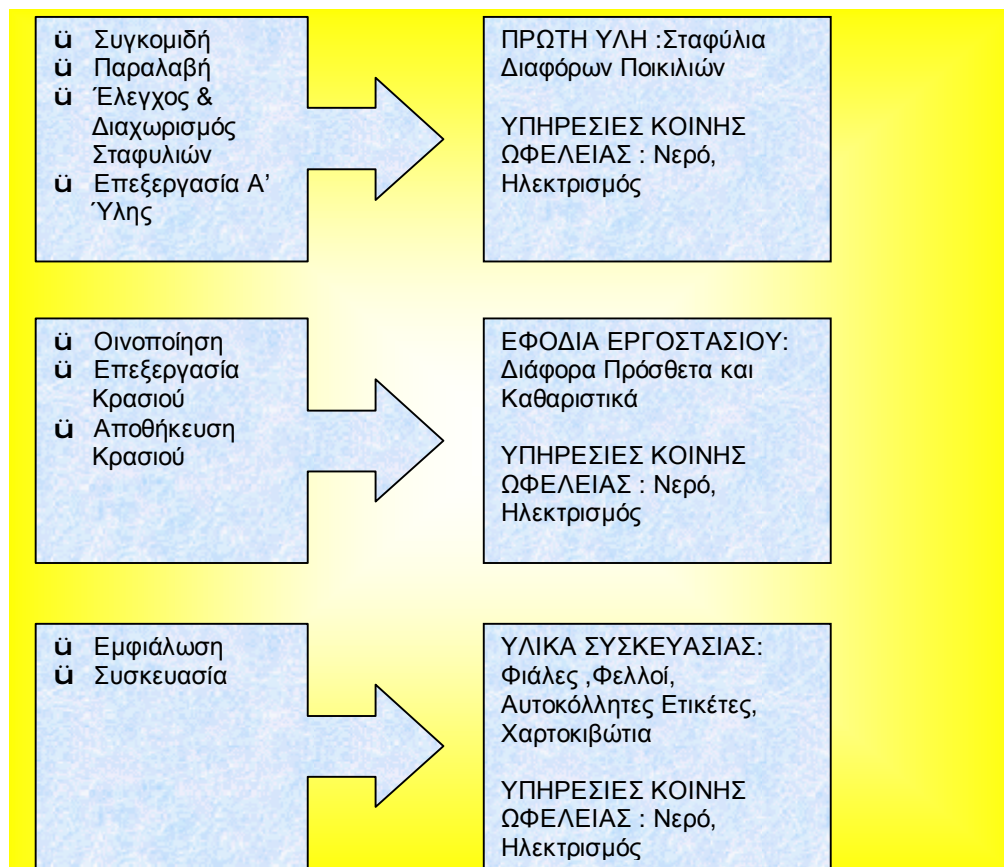 ü Συγκομιδή
ü Παραλαβή
ü Έλεγχος &
Διαχωρισμός
Σταφυλιών
ü Επεξεργασία Α’
Ύλης
ΠΡΩΤΗ ΥΛΗ :Σταφύλια
Διαφόρων Ποικιλιών
ΥΠΗΡΕΣΙΕΣ ΚΟΙΝΗΣ
ΩΦΕΛΕΙΑΣ : Νερό,
Ηλεκτρισμός
ü Οινοποίηση
ü Επεξεργασία
Κρασιού
ü Αποθήκευση
Κρασιού
ΕΦΟΔΙΑ ΕΡΓΟΣΤΑΣΙΟΥ:
Διάφορα Πρόσθετα και
Καθαριστικά
ΥΠΗΡΕΣΙΕΣ ΚΟΙΝΗΣ
ΩΦΕΛΕΙΑΣ : Νερό,
Ηλεκτρισμός
ü Εμφιάλωση
ü Συσκευασία
ΥΛΙΚΑ ΣΥΣΚΕΥΑΣΙΑΣ:
Φιάλες ,Φελλοί,
Αυτοκόλλητες Ετικέτες,
Χαρτοκιβώτια
ΥΠΗΡΕΣΙΕΣ ΚΟΙΝΗΣ
ΩΦΕΛΕΙΑΣ : Νερό,
Ηλεκτρισμός